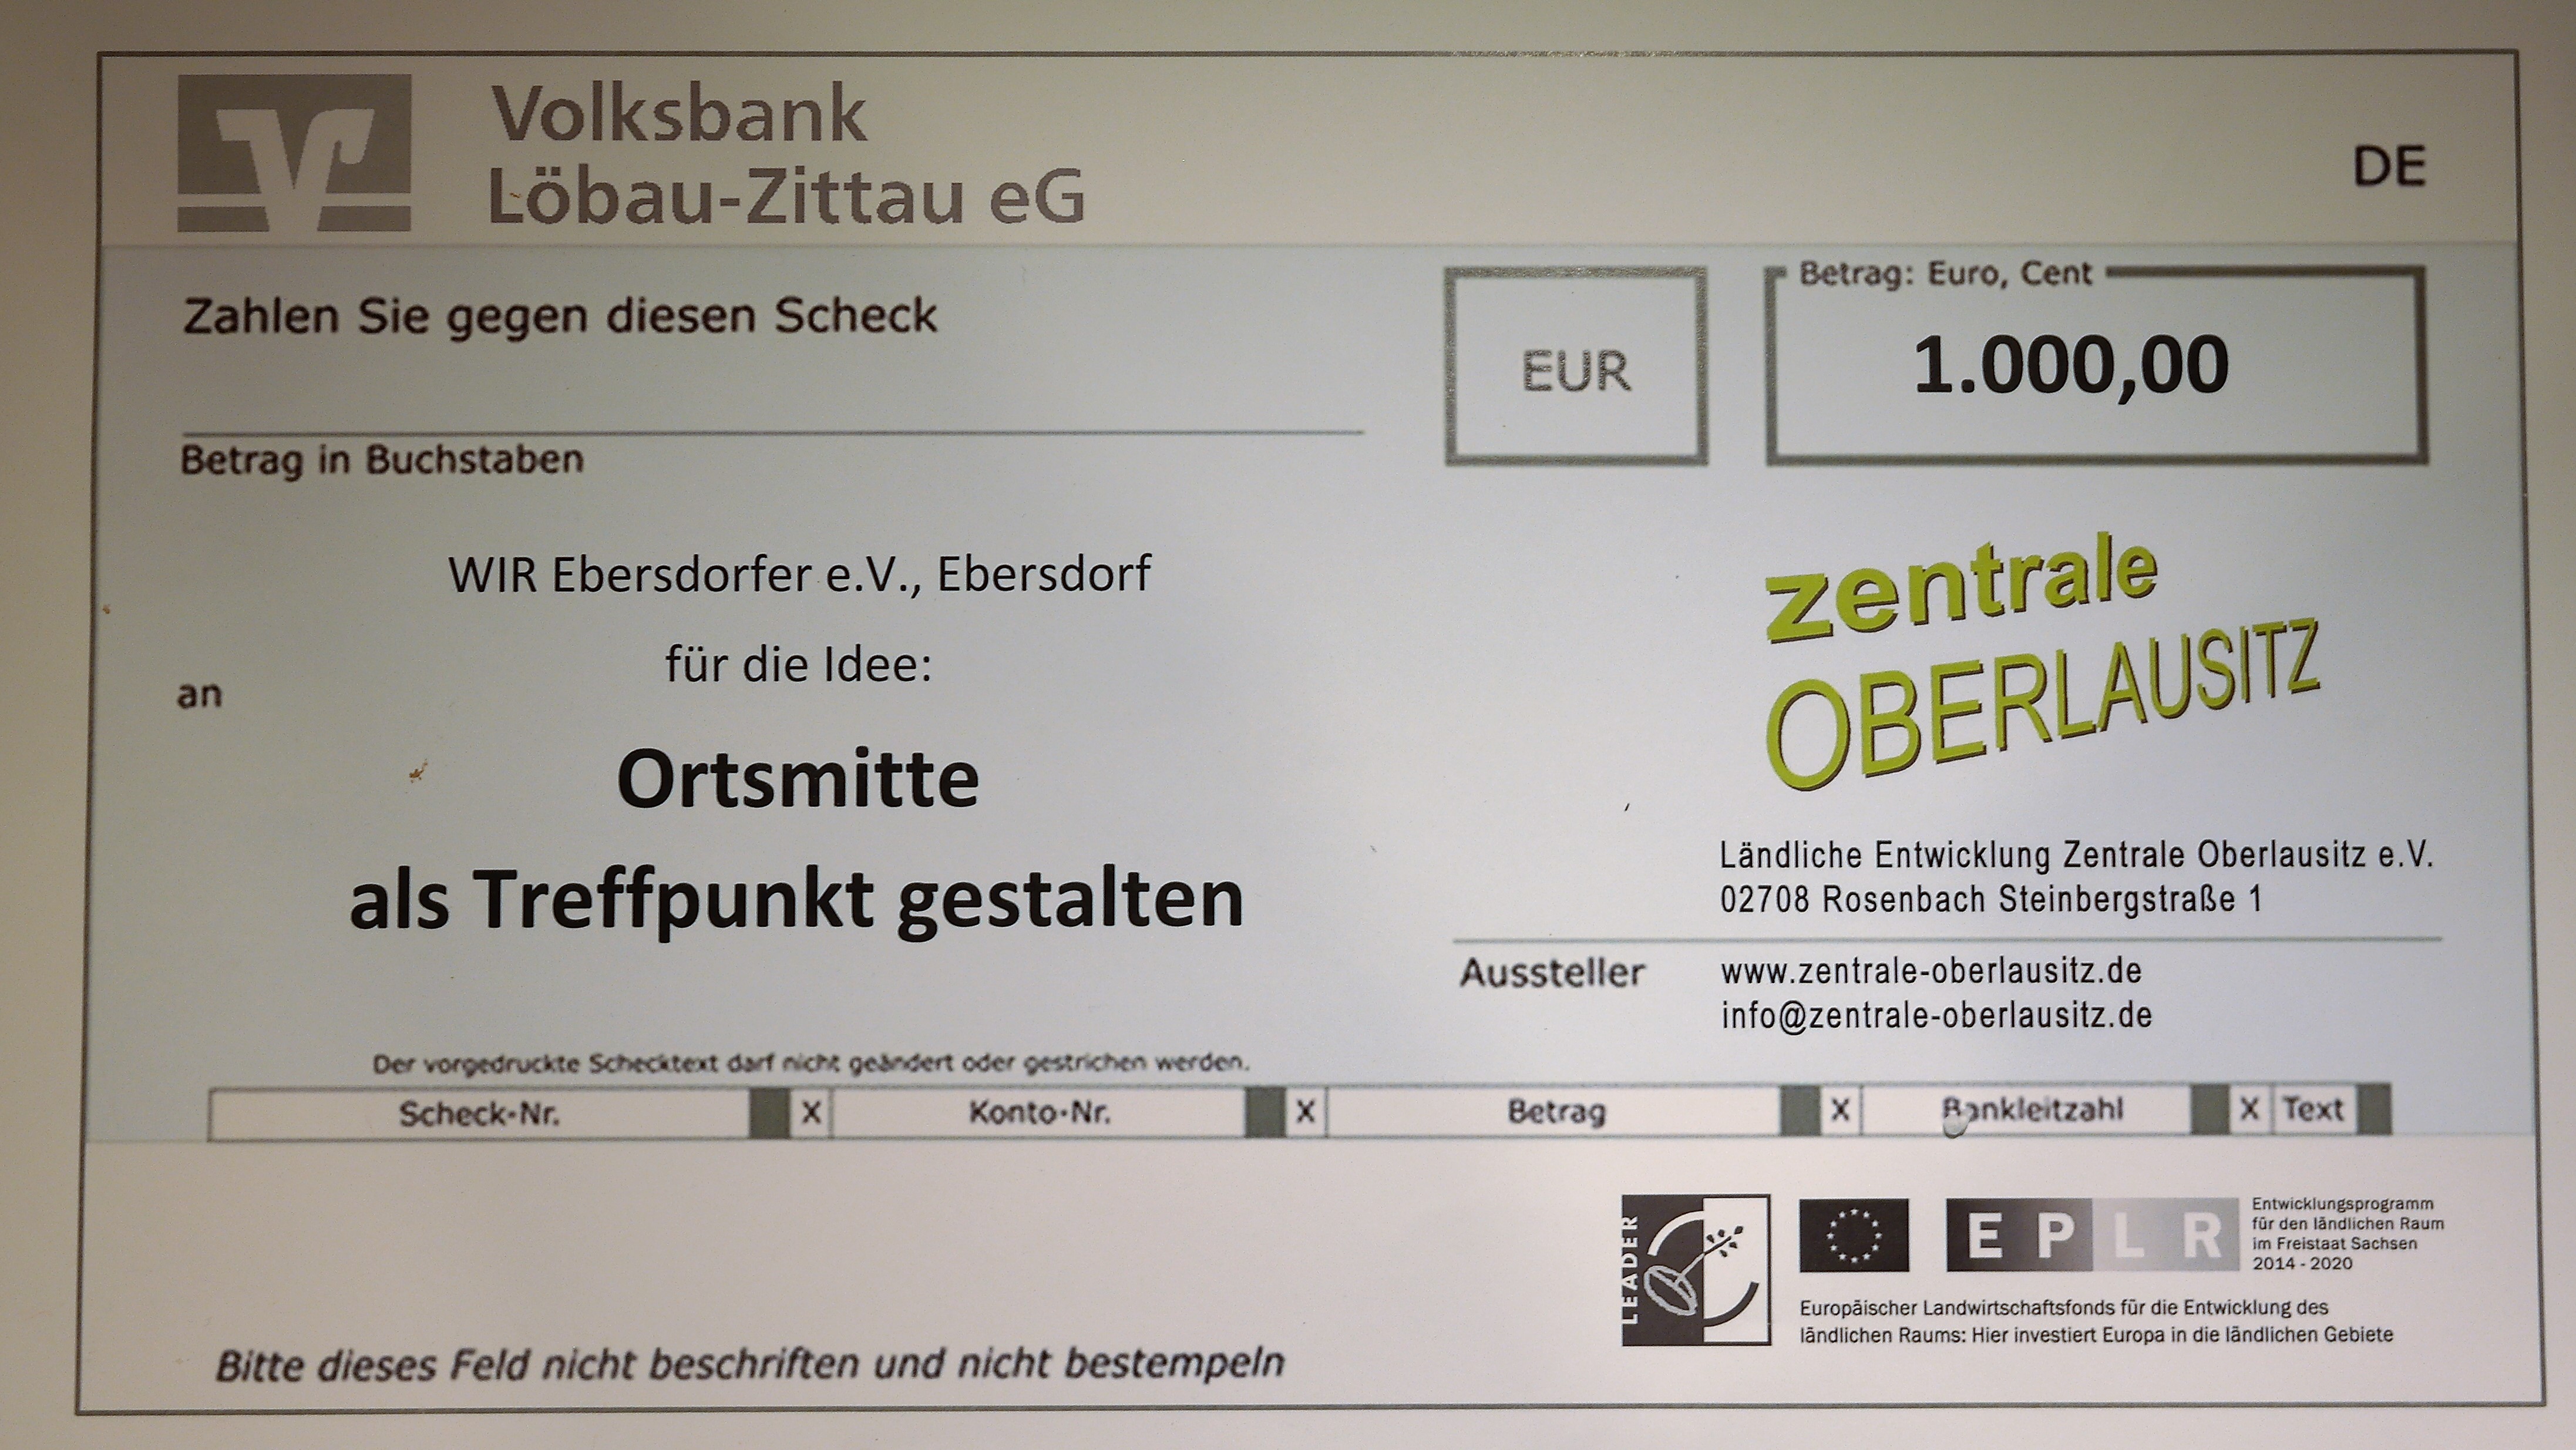 Volksbank
Löbau-Zittau eG
DE
Zahlen Sie gegen diesen Scheck
EUR
Betrag: Euro, Cent
1.000,00
Betrag in Buchstaben
WIR Ebersdorfer e.V., Ebersdorf
für die Idee:
an
Ortsmitte
als Treffpunkt gestalten
zentrale
OBERLAUSITZ
Ländliche Entwicklung Zentrale Oberlausitz e.V.
02708 Rosenbach Steinbergstraße 1
Aussteller
www.zentrale-oberlausitz.de
info@zentrale-oberlausitz.de
Der vorgedruckte Schecktext darf nicht geändert oder gestrichen werden.
Scheck-Nr. X Konto-Nr. X Betrag X Bankleitzahl X Text
LEADER
EPLR
Entwicklungsprogramm
für den ländlichen Raum
im Freistaat Sachsen
2014 - 2020
Europäischer Landwirtschaftsfonds für die Entwicklung des
ländlichen Raums: Hier investiert Europa in die ländlichen Gebiete
Bitte dieses Feld nicht beschriften und nicht bestempeln